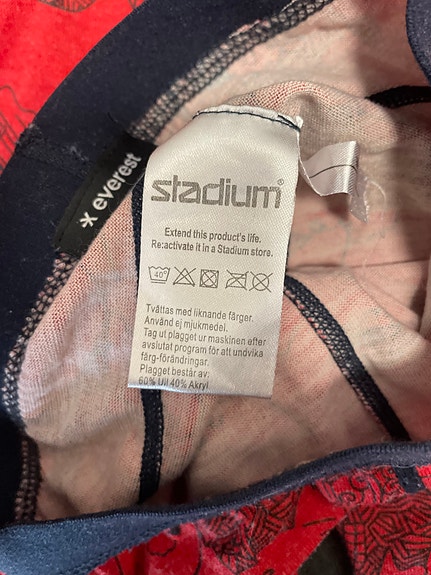 everest
stadium®
Extend this product's life.
Re:activate it in a Stadium store.
40°
Tvättas med liknande färger.
Använd ej mjukmedel.
Tag ut plagget ur maskinen efter
avslutat program för att undvika
färg-förändringar.
Plagget består av:
60% Ull 40% Akryl